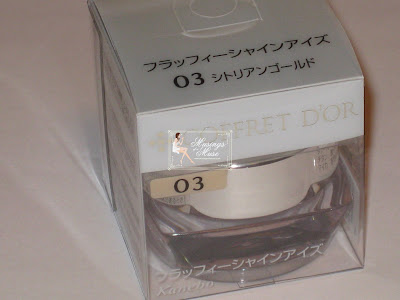 フラッフィーシャインアイズ
03 シトリアンゴールド
COFFRET D'OR
Musings
Muse
03
フラッフィーシャインアイズ
Kanebo